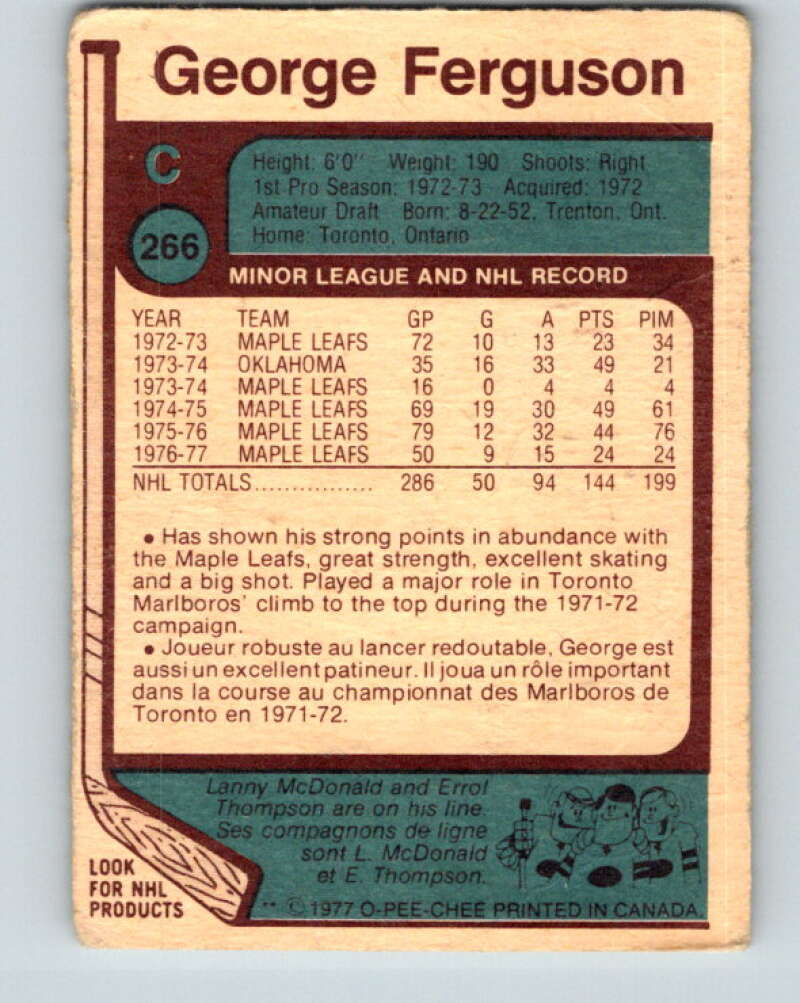 George Ferguson
C
Height: 6'0" Weight: 190 Shoots: Right
1st Pro Season: 1972-73 Acquired: 1972
Amateur Draft Born: 8-22-52, Trenton, Ont.
Home: Toronto, Ontario
266
MINOR LEAGUE AND NHL RECORD
YEAR TEAM GP G A PTS PIM
1972-73 MAPLE LEAFS 72 10 13 23 34
1973-74 OKLAHOMA 35 16 33 49 21
1973-74 MAPLE LEAFS 16 0 4 4 4
1974-75 MAPLE LEAFS 69 19 30 49 61
1975-76 MAPLE LEAFS 79 12 32 44 76
1976-77 MAPLE LEAFS 50 9 15 24 24
NHL TOTALS................ 286 50 94 144 199
• Has shown his strong points in abundance with
the Maple Leafs, great strength, excellent skating
and a big shot. Played a major role in Toronto
Marlboros' climb to the top during the 1971-72
campaign.
• Joueur robuste au lancer redoutable, George est
aussi un excellent patineur. Il joua un rôle important
dans la course au championnat des Marlboros de
Toronto en 1971-72.
Lanny McDonald and Errol
Thompson are on his line.
Ses compagnons de ligne
sont L. McDonald
et E. Thompson.
LOOK
FOR NHL
PRODUCTS
** © 1977 O-PEE-CHEE PRINTED IN CANADA